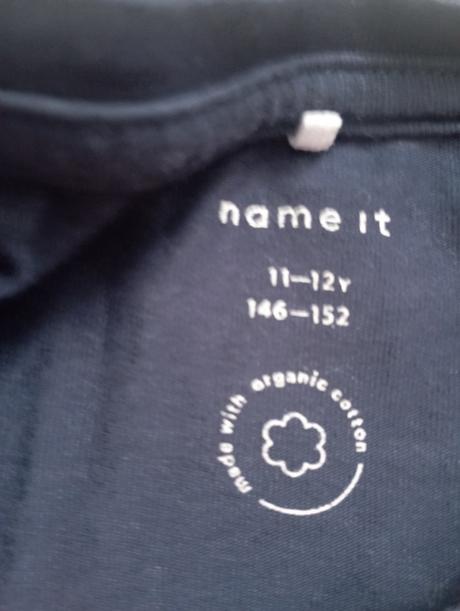 name it
11–12Y
146–152
made with organic cotton